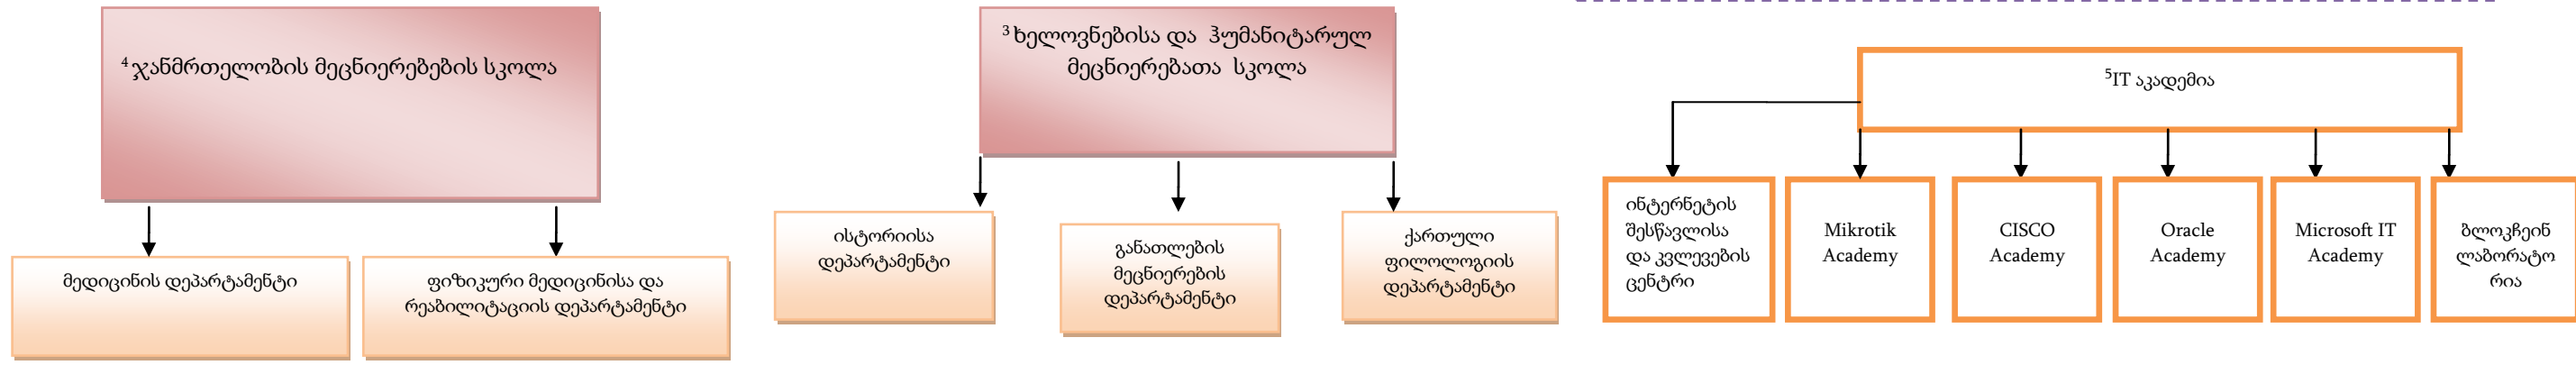 ⁴ჯანმრთელობის მეცნიერებების სკოლა
მედიცინის დეპარტამენტი
ფიზიკური მედიცინისა და
რეაბილიტაციის დეპარტამენტი
³ხელოვნებისა და ჰუმანიტარულ
მეცნიერებათა სკოლა
ისტორიისა
დეპარტამენტი
განათლების
მეცნიერების
დეპარტამენტი
ქართული
ფილოლოგიის
დეპარტამენტი
⁵IT აკადემია
ინტერნეტის
შესწავლისა
და კვლევების
ცენტრი
Mikrotik
Academy
CISCO
Academy
Oracle
Academy
Microsoft IT
Academy
ბლოკჩეინ
ლაბორატო
რია